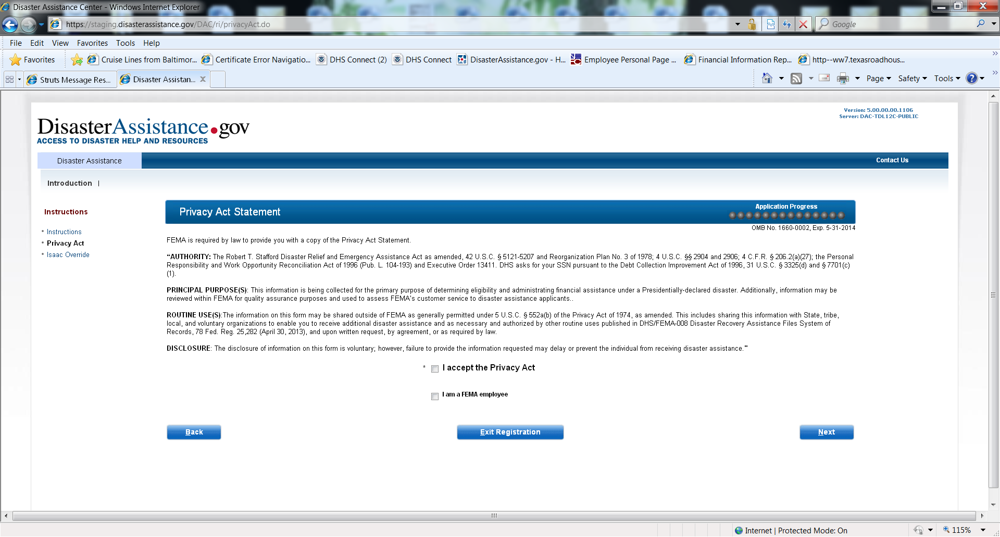 Disaster Assistance Center - Windows Internet Explorer
https://staging.disasterassistance.gov/DAC/ri/privacyAct.do
Google
File Edit View Favorites Tools Help
Favorites
Cruise Lines from Baltimor...
Certificate Error Navigatio...
DHS Connect (2)
DHS Connect
DisasterAssistance.gov - H...
Employee Personal Page ...
Financial Information Rep...
http--ww7.texasroadhous...
Struts Message Res...
Disaster Assistan...
Page
Safety
Tools
Version: 5.00.00.00.1106
Server: DAC-TDL12C-PUBLIC
DisasterAssistance.gov
ACCESS TO DISASTER HELP AND RESOURCES
Disaster Assistance
Contact Us
Introduction |
Instructions
• Instructions
• Privacy Act
• Isaac Override
Privacy Act Statement
Application Progress
OMB No. 1660-0002, Exp. 5-31-2014
FEMA is required by law to provide you with a copy of the Privacy Act Statement.
“AUTHORITY: The Robert T. Stafford Disaster Relief and Emergency Assistance Act as amended, 42 U.S.C. § 5121-5207 and Reorganization Plan No. 3 of 1978; 4 U.S.C. §§ 2904 and 2906; 4 C.F.R. § 206.2(a)(27); the Personal
Responsibility and Work Opportunity Reconciliation Act of 1996 (Pub. L. 104-193) and Executive Order 13411. DHS asks for your SSN pursuant to the Debt Collection Improvement Act of 1996, 31 U.S.C. § 3325(d) and § 7701(c)
(1).
PRINCIPAL PURPOSE(S): This information is being collected for the primary purpose of determining eligibility and administrating financial assistance under a Presidentially-declared disaster. Additionally, information may be
reviewed within FEMA for quality assurance purposes and used to assess FEMA's customer service to disaster assistance applicants..
ROUTINE USE(S):The information on this form may be shared outside of FEMA as generally permitted under 5 U.S.C. § 552a(b) of the Privacy Act of 1974, as amended. This includes sharing this information with State, tribe,
local, and voluntary organizations to enable you to receive additional disaster assistance and as necessary and authorized by other routine uses published in DHS/FEMA-008 Disaster Recovery Assistance Files System of
Records, 78 Fed. Reg. 25,282 (April 30, 2013), and upon written request, by agreement, or as required by law.
DISCLOSURE: The disclosure of information on this form is voluntary; however, failure to provide the information requested may delay or prevent the individual from receiving disaster assistance."
* I accept the Privacy Act
I am a FEMA employee
Back
Exit Registration
Next
Internet | Protected Mode: On
115%